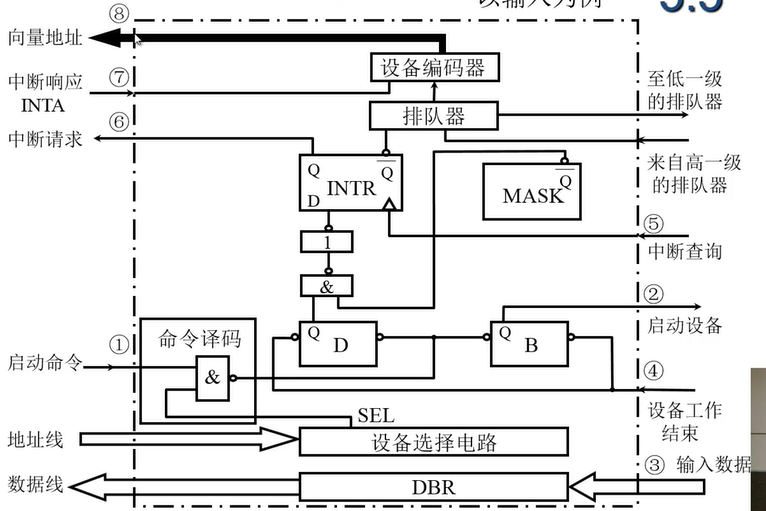 以输入为例
5.5
⑧
向量地址
设备编码器
⑦
中断响应
INTA
至低一级
的排队器
排队器
⑥
中断请求
来自高一级
的排队器
Q
Q
INTR
D
Q
MASK
1
⑤
中断查询
&
②
启动设备
命令译码
Q
D
Q
B
①
启动命令
&
④
设备工作
结束
SEL
地址线
设备选择电路
③ 输入数据
数据线
DBR